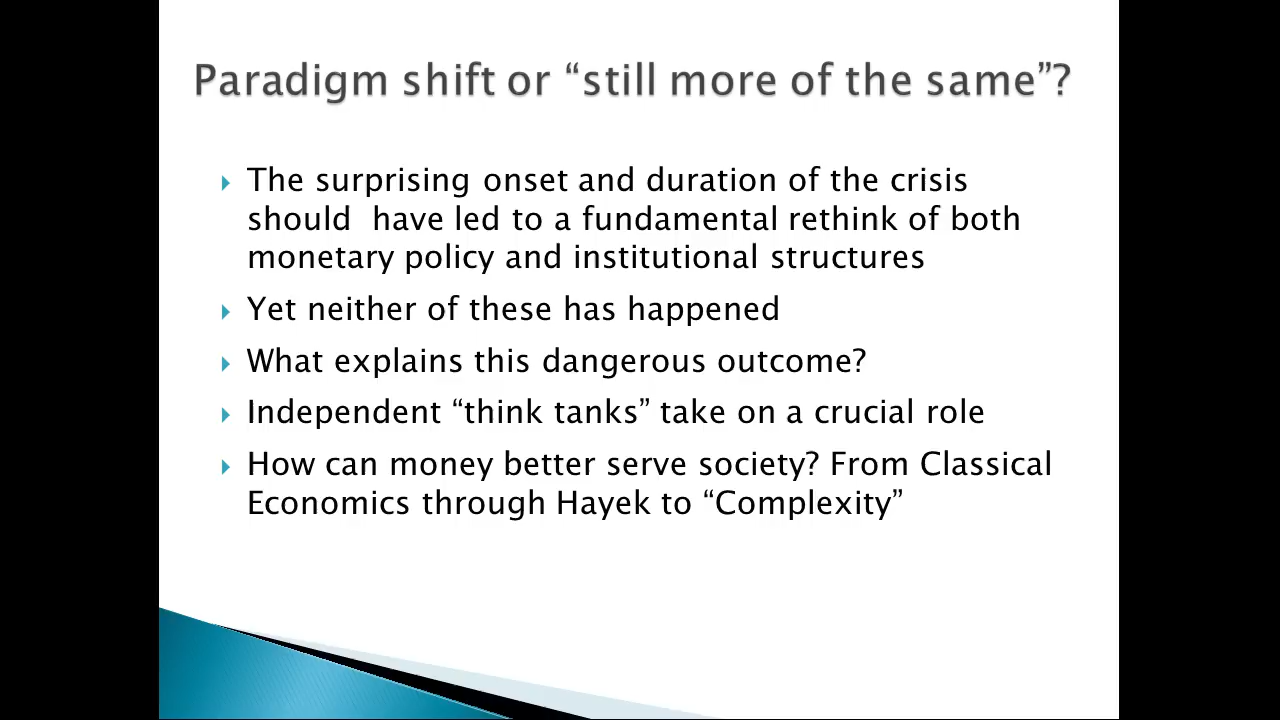 Paradigm shift or “still more of the same”?
The surprising onset and duration of the crisis
should  have led to a fundamental rethink of both
monetary policy and institutional structures
Yet neither of these has happened
What explains this dangerous outcome?
Independent “think tanks” take on a crucial role
How can money better serve society? From Classical
Economics through Hayek to “Complexity”